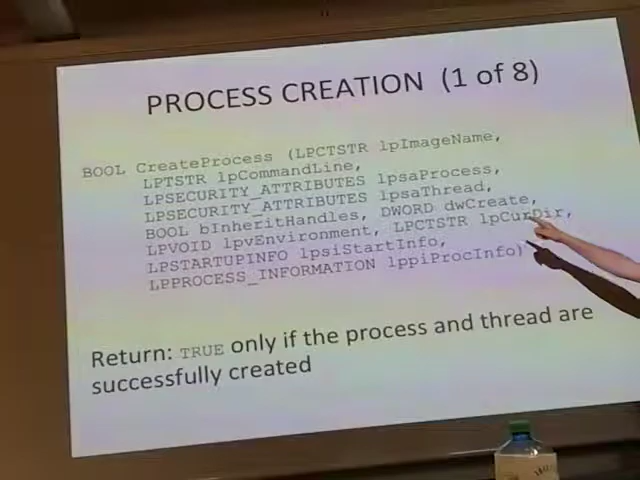 PROCESS CREATION (1 of 8)
BOOL CreateProcess (LPCTSTR lpImageName,
LPTSTR lpCommandLine,
LPSECURITY_ATTRIBUTES lpsaProcess,
LPSECURITY_ATTRIBUTES lpsaThread,
BOOL bInheritHandles, DWORD dwCreate,
LPVOID lpvEnvironment, LPCTSTR lpCurDir,
LPSTARTUPINFO lpsiStartInfo,
LPPROCESS_INFORMATION lppiProcInfo)
Return: TRUE only if the process and thread are
successfully created